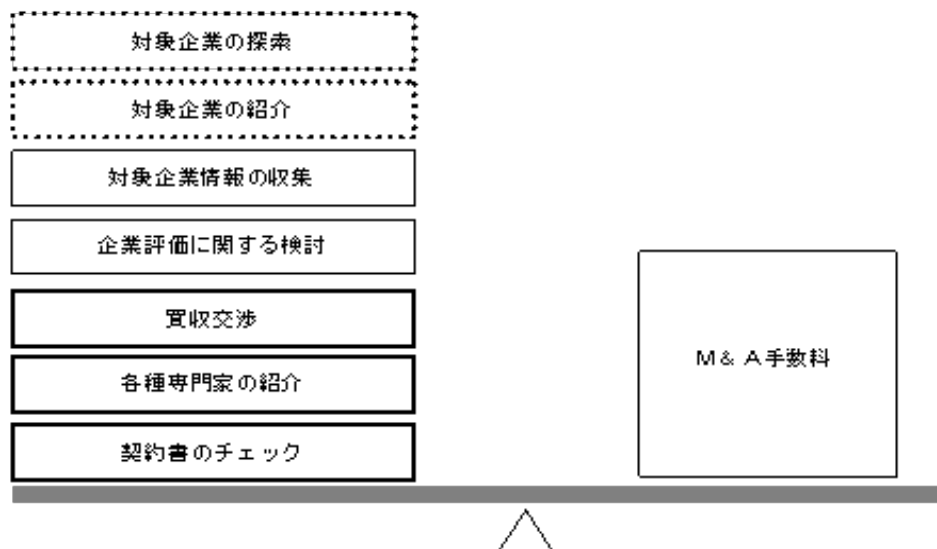 対象企業の探索
対象企業の紹介
対象企業情報の収集
企業評価に関する検討
買収交渉
各種専門家の紹介
契約書のチェック
M& A手数料